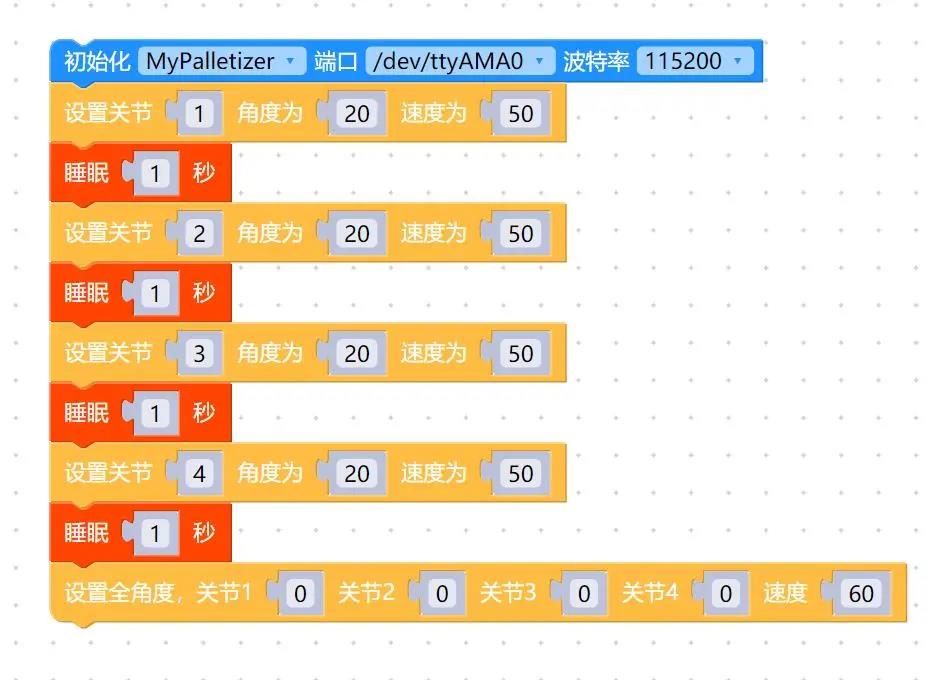 初始化 MyPalletizer 端口 /dev/ttyAMA0 波特率 115200
设置关节 1 角度为 20 速度为 50
睡眠 1 秒
设置关节 2 角度为 20 速度为 50
睡眠 1 秒
设置关节 3 角度为 20 速度为 50
睡眠 1 秒
设置关节 4 角度为 20 速度为 50
睡眠 1 秒
设置全角度，关节1 0 关节2 0 关节3 0 关节4 0 速度 60